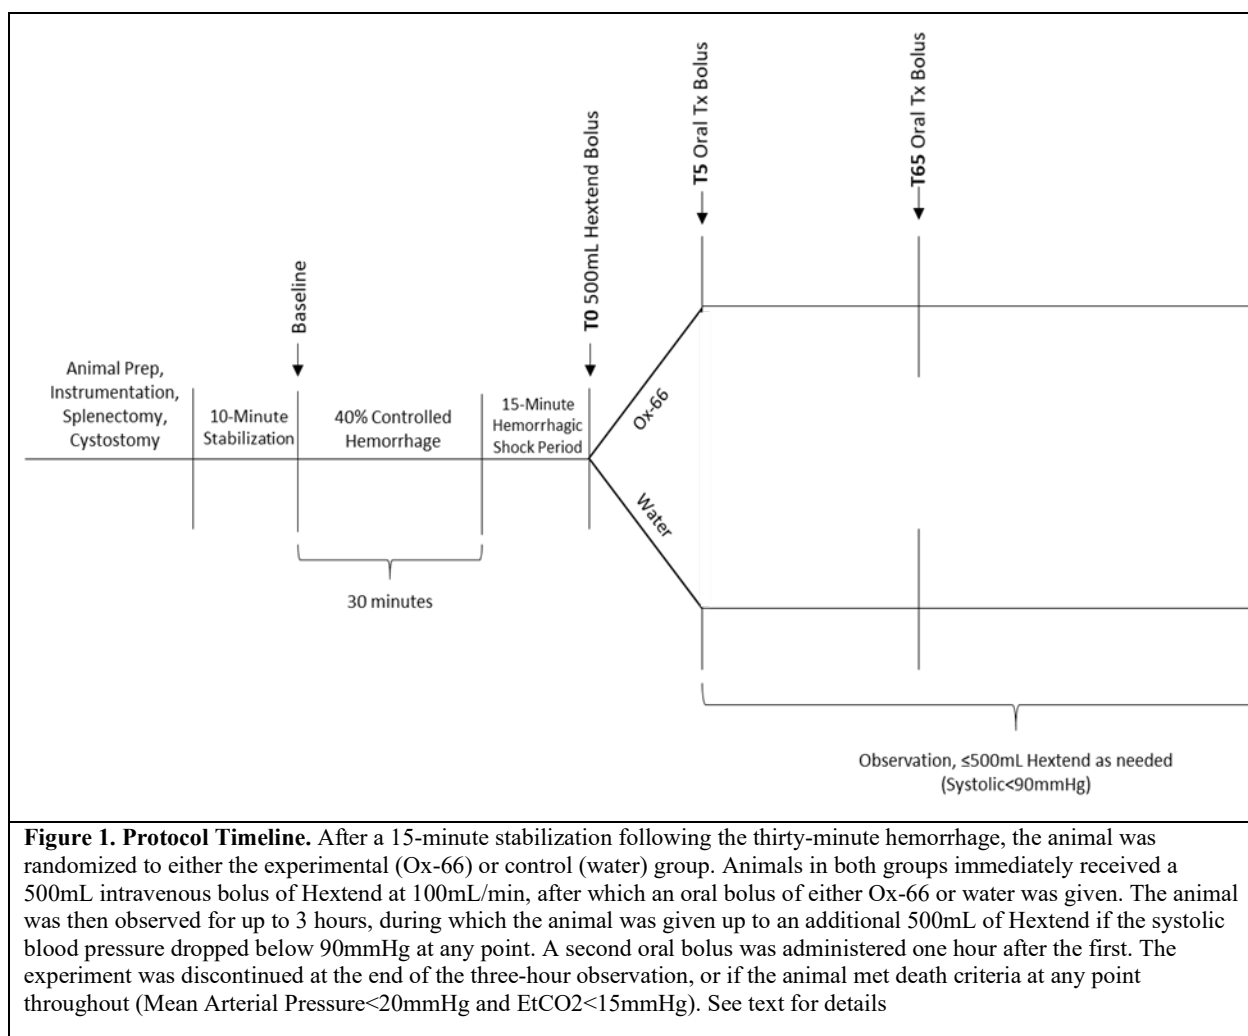 T5 Oral Tx Bolus
T65 Oral Tx Bolus
T0 500mL Hextend Bolus
Baseline
Animal Prep,
Instrumentation,
Splenectomy,
Cystostomy
10-Minute
Stabilization
40% Controlled
Hemorrhage
15-Minute
Hemorrhagic
Shock Period
Ox-66
Water
30 minutes
Observation, ≤500mL Hextend as needed
(Systolic<90mmHg)
Figure 1. Protocol Timeline. After a 15-minute stabilization following the thirty-minute hemorrhage, the animal was
randomized to either the experimental (Ox-66) or control (water) group. Animals in both groups immediately received a
500mL intravenous bolus of Hextend at 100mL/min, after which an oral bolus of either Ox-66 or water was given. The animal
was then observed for up to 3 hours, during which the animal was given up to an additional 500mL of Hextend if the systolic
blood pressure dropped below 90mmHg at any point. A second oral bolus was administered one hour after the first. The
experiment was discontinued at the end of the three-hour observation, or if the animal met death criteria at any point
throughout (Mean Arterial Pressure<20mmHg and EtCO2<15mmHg). See text for details